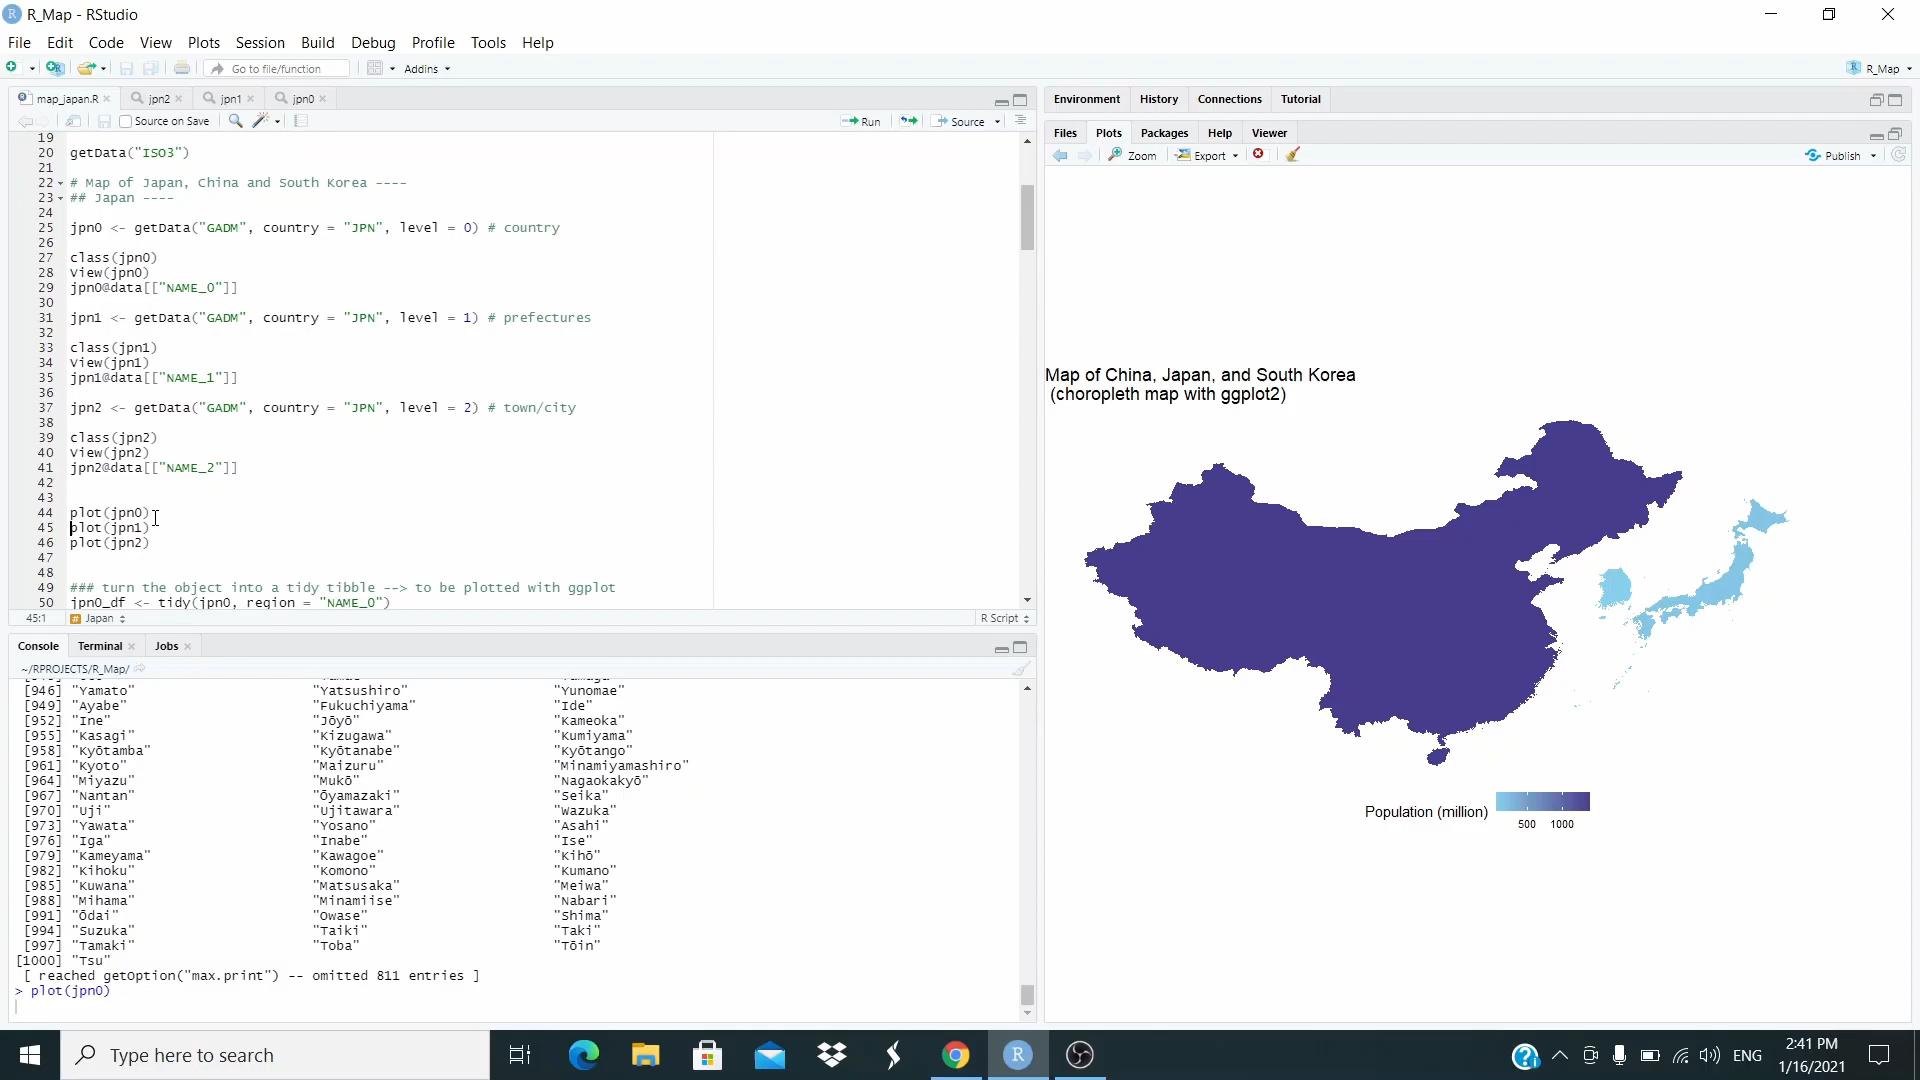 R_Map - RStudio
File Edit Code View Plots Session Build Debug Profile Tools Help
Go to file/function Addins R_Map
map_japan.R jpn2 jpn1 jpn0
Source on Save Run Source
19
20 getData("ISO3")
21
22 # Map of Japan, China and South Korea ----
23 ## Japan ----
24
25 jpn0 <- getData("GADM", country = "JPN", level = 0) # country
26
27 class(jpn0)
28 View(jpn0)
29 jpn0@data[["NAME_0"]]
30
31 jpn1 <- getData("GADM", country = "JPN", level = 1) # prefectures
32
33 class(jpn1)
34 View(jpn1)
35 jpn1@data[["NAME_1"]]
36
37 jpn2 <- getData("GADM", country = "JPN", level = 2) # town/city
38
39 class(jpn2)
40 View(jpn2)
41 jpn2@data[["NAME_2"]]
42
43
44 plot(jpn0)
45 plot(jpn1)
46 plot(jpn2)
47
48
49 ### turn the object into a tidy tibble --> to be plotted with ggplot
50 jpn0_df <- tidy(jpn0, region = "NAME_0")
45:1 # Japan R Script
Console Terminal Jobs
~/RPROJECTS/R_Map/
[946] "Yamato" "Yatsushiro" "Yunomae"
[949] "Ayabe" "Fukuchiyama" "Ide"
[952] "Ine" "Jōyō" "Kameoka"
[955] "Kasagi" "Kizugawa" "Kumiyama"
[958] "Kyōtamba" "Kyōtanabe" "Kyōtango"
[961] "Kyoto" "Maizuru" "Minamiyamashiro"
[964] "Miyazu" "Mukō" "Nagaokakyō"
[967] "Nantan" "Ōyamazaki" "Seika"
[970] "Uji" "Ujitawara" "Wazuka"
[973] "Yawata" "Yosano" "Asahi"
[976] "Iga" "Inabe" "Ise"
[979] "Kameyama" "Kawagoe" "Kihō"
[982] "Kihoku" "Komono" "Kumano"
[985] "Kuwana" "Matsusaka" "Meiwa"
[988] "Mihama" "Minamiise" "Nabari"
[991] "Ōdai" "Owase" "Shima"
[994] "Suzuka" "Taiki" "Taki"
[997] "Tamaki" "Toba" "Tōin"
[1000] "Tsu"
[ reached getOption("max.print") -- omitted 811 entries ]
> plot(jpn0)
Environment History Connections Tutorial
Files Plots Packages Help Viewer
Zoom Export Publish
Map of China, Japan, and South Korea
(choropleth map with ggplot2)
Population (million)
500 1000
Type here to search
ENG
2:41 PM
1/16/2021